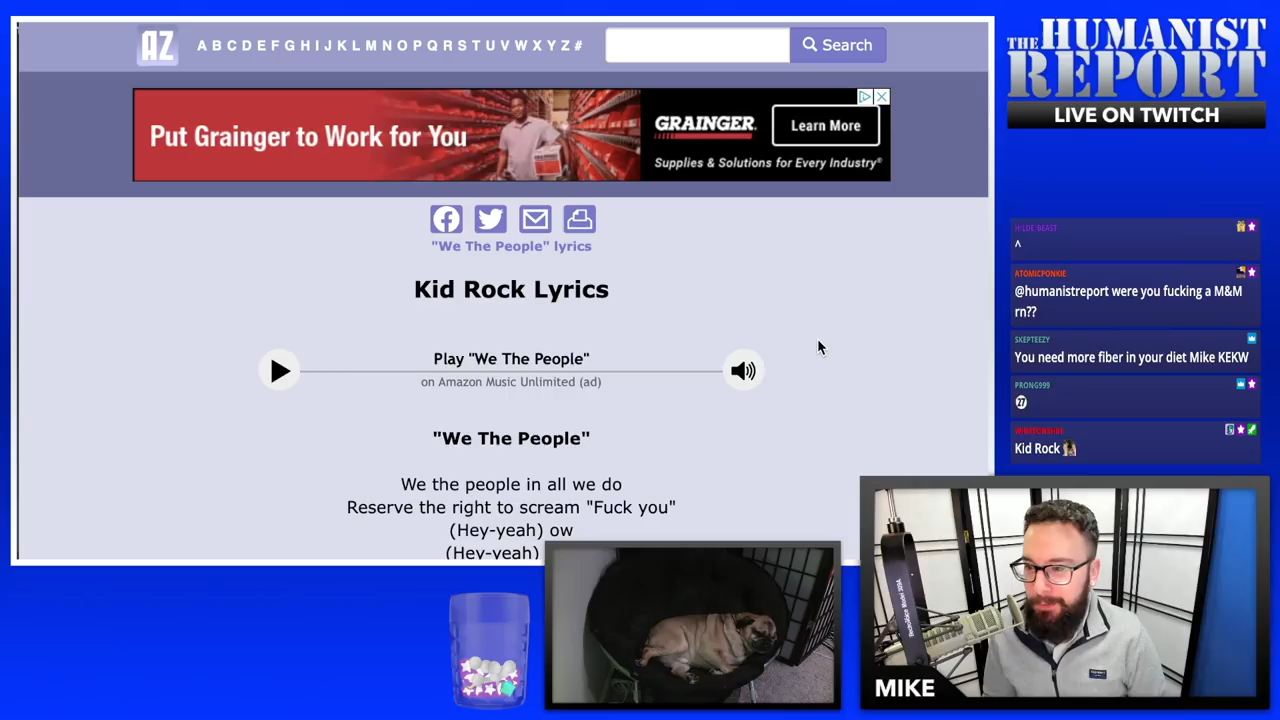 AZ
A B C D E F G H I J K L M N O P Q R S T U V W X Y Z #
Search
Put Grainger to Work for You
GRAINGER
Learn More
Supplies & Solutions for Every Industry®
"We The People" lyrics
Kid Rock Lyrics
Play "We The People"
on Amazon Music Unlimited (ad)
"We The People"
We the people in all we do
Reserve the right to scream "Fuck you"
(Hey-yeah) ow
(Hey-yeah)
THE HUMANIST
REPORT
LIVE ON TWITCH
HILDE BEAST
^
ATOMICPONKIE
@humanistreport were you fucking a M&M
rn??
SKEPTEEZY
You need more fiber in your diet Mike KEKW
PRONG999
27
Kid Rock
MIKE